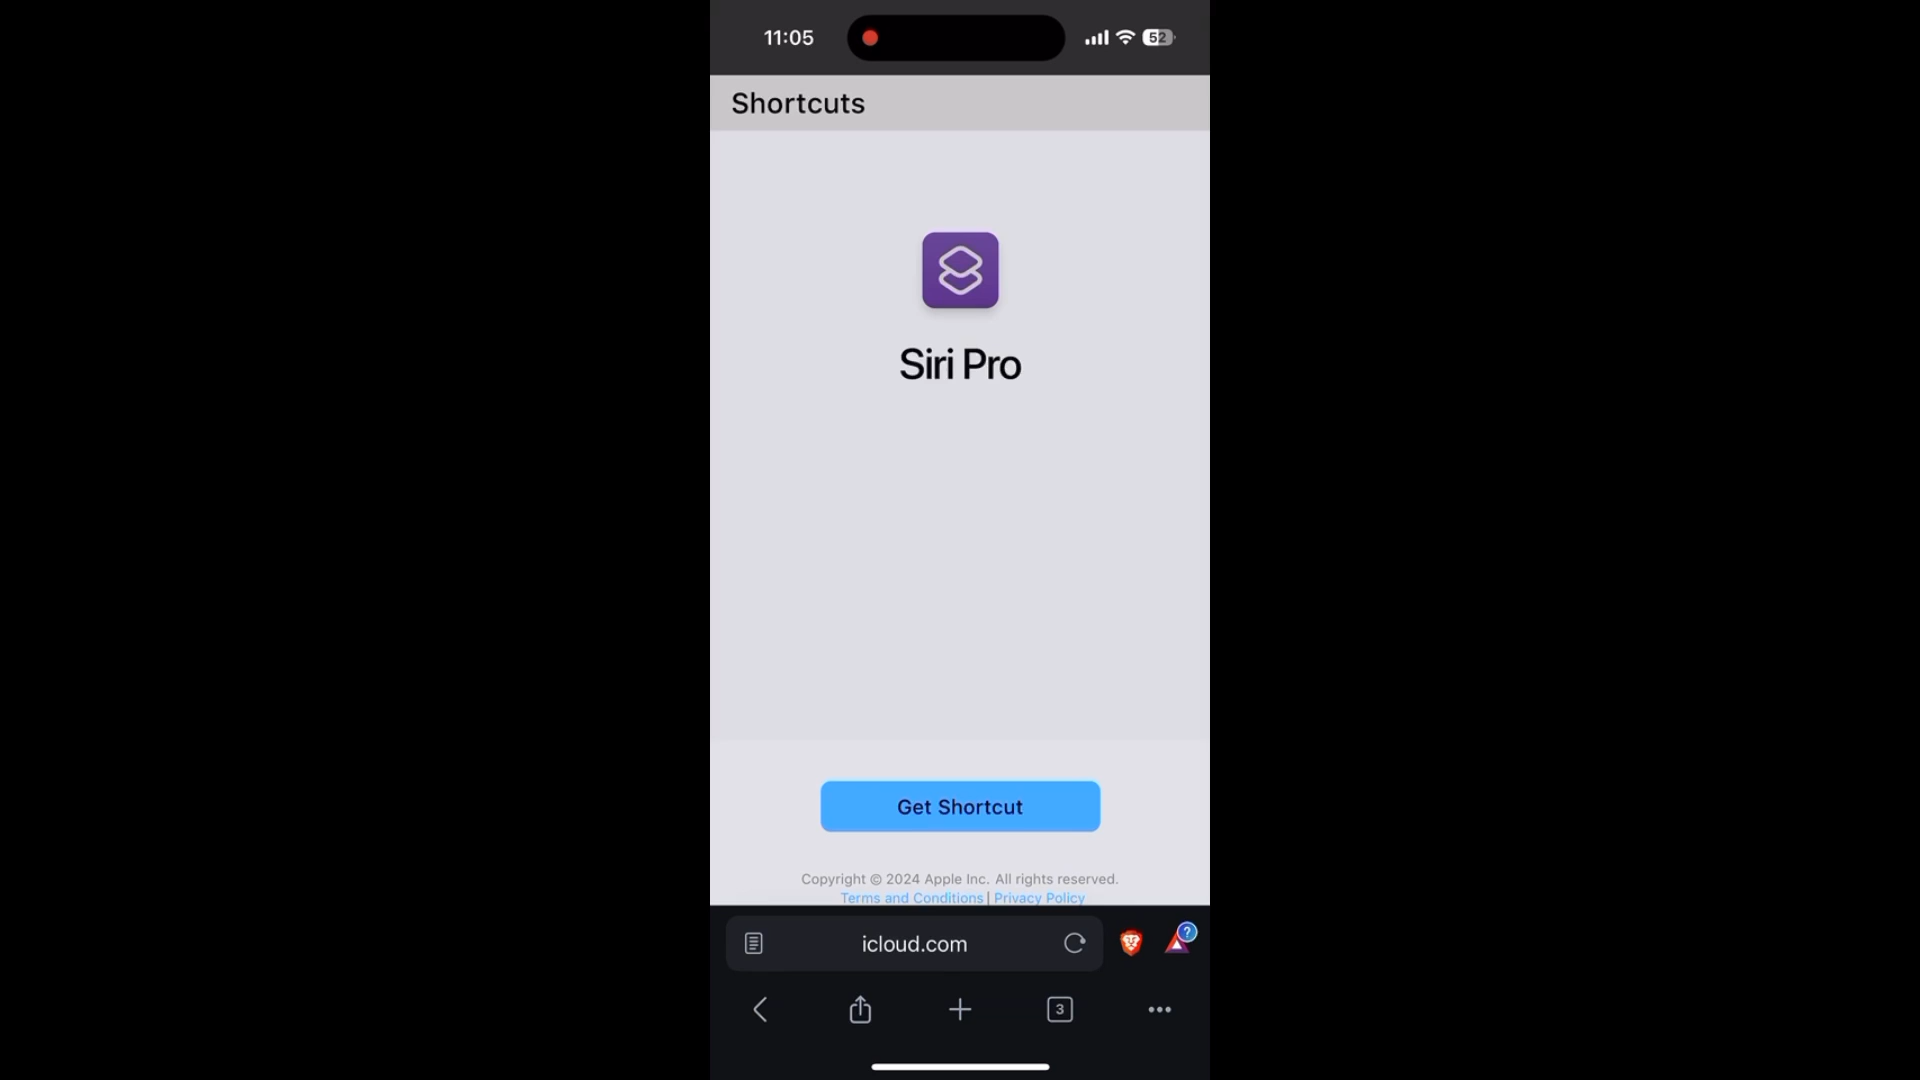 11:05
52
Shortcuts
Siri Pro
Get Shortcut
Copyright © 2024 Apple Inc. All rights reserved.
Terms and Conditions | Privacy Policy
icloud.com
?
3